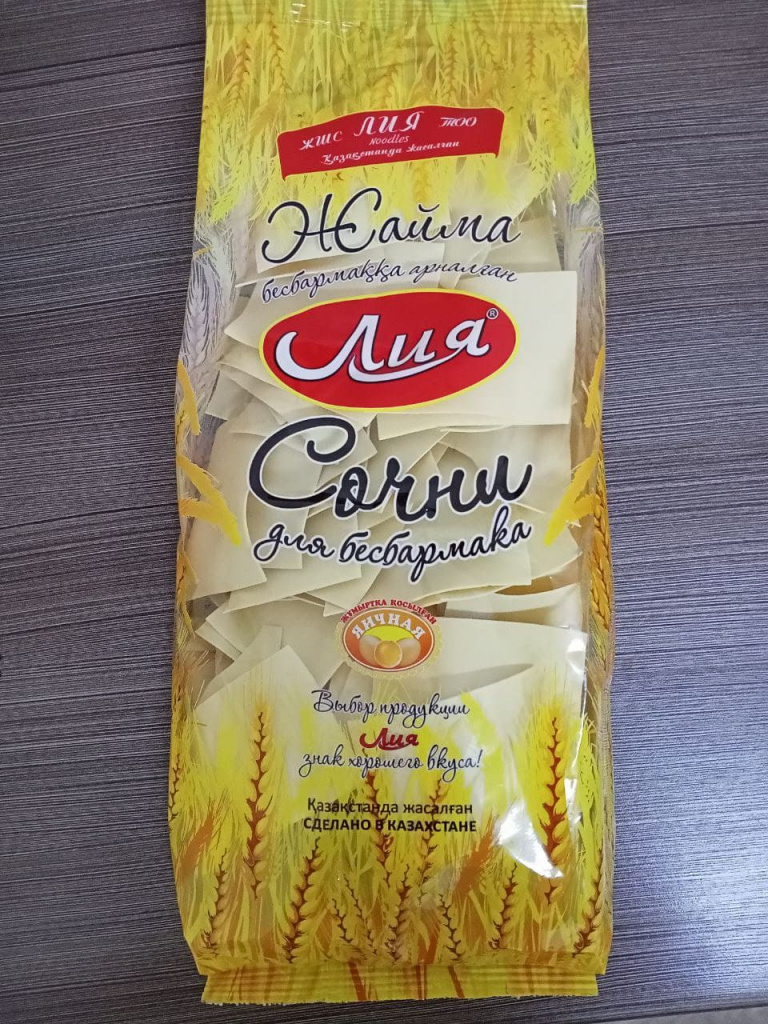 ЖШС ЛИЯ ТОО
Noodles
Қазақстанда жасалған
Жайма
бесбармаққа арналған
Лия®
Сочни
для бесбармака
ЖҰМЫРТҚА ҚОСЫЛҒАН
ЯИЧНАЯ
Выбор продукции
Лия
знак хорошего вкуса!
Қазақстанда жасалған
СДЕЛАНО В КАЗАХСТАНЕ